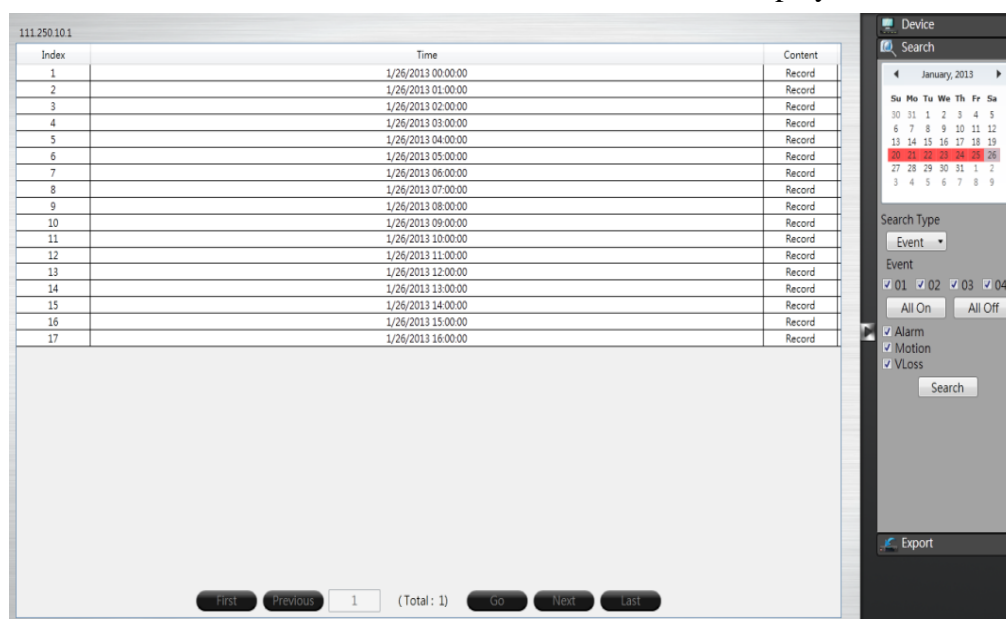 111.250.10.1
Index Time Content
1 1/26/2013 00:00:00 Record
2 1/26/2013 01:00:00 Record
3 1/26/2013 02:00:00 Record
4 1/26/2013 03:00:00 Record
5 1/26/2013 04:00:00 Record
6 1/26/2013 05:00:00 Record
7 1/26/2013 06:00:00 Record
8 1/26/2013 07:00:00 Record
9 1/26/2013 08:00:00 Record
10 1/26/2013 09:00:00 Record
11 1/26/2013 10:00:00 Record
12 1/26/2013 11:00:00 Record
13 1/26/2013 12:00:00 Record
14 1/26/2013 13:00:00 Record
15 1/26/2013 14:00:00 Record
16 1/26/2013 15:00:00 Record
17 1/26/2013 16:00:00 Record
First Previous 1 (Total: 1) Go Next Last
Device
Search
January, 2013
Su Mo Tu We Th Fr Sa
30 31 1 2 3 4 5
6 7 8 9 10 11 12
13 14 15 16 17 18 19
20 21 22 23 24 25 26
27 28 29 30 31 1 2
3 4 5 6 7 8 9
Search Type
Event
Event
01 02 03 04
All On All Off
Alarm
Motion
VLoss
Search
Export